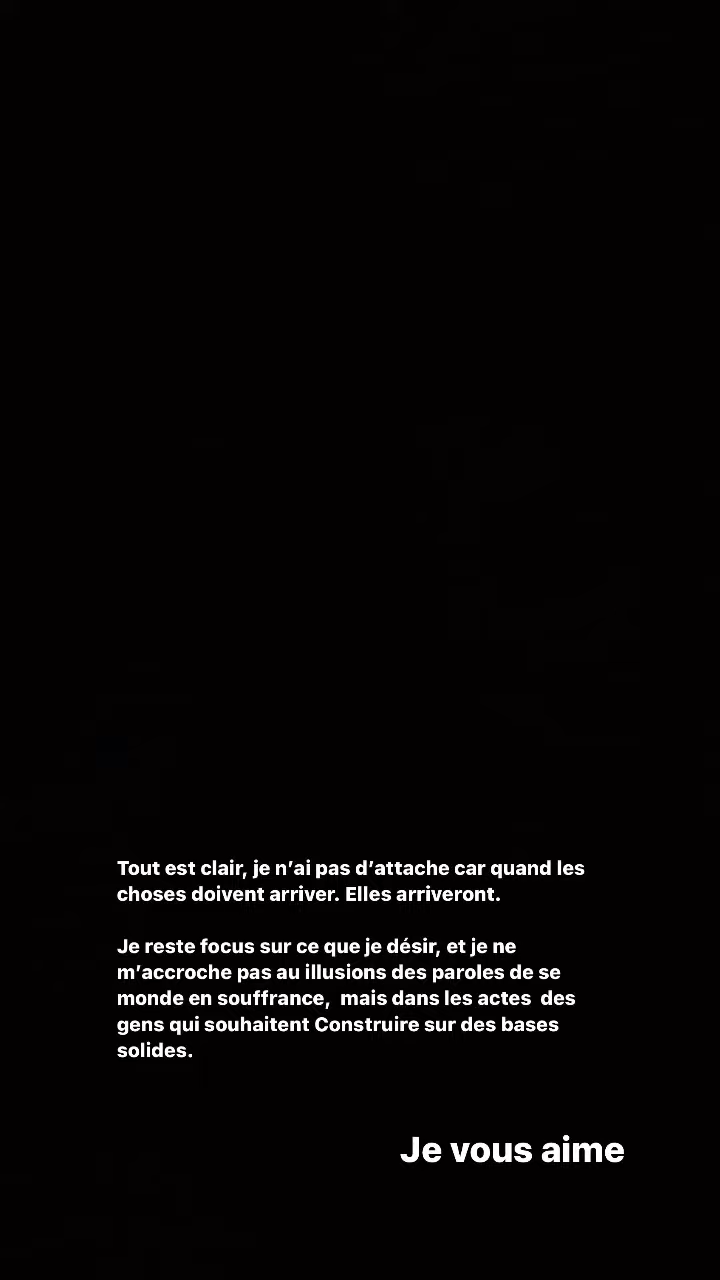 Tout est clair, je n’ai pas d’attache car quand les
choses doivent arriver. Elles arriveront.
Je reste focus sur ce que je désir, et je ne
m’accroche pas au illusions des paroles de se
monde en souffrance,  mais dans les actes  des
gens qui souhaitent Construire sur des bases
solides.
Je vous aime